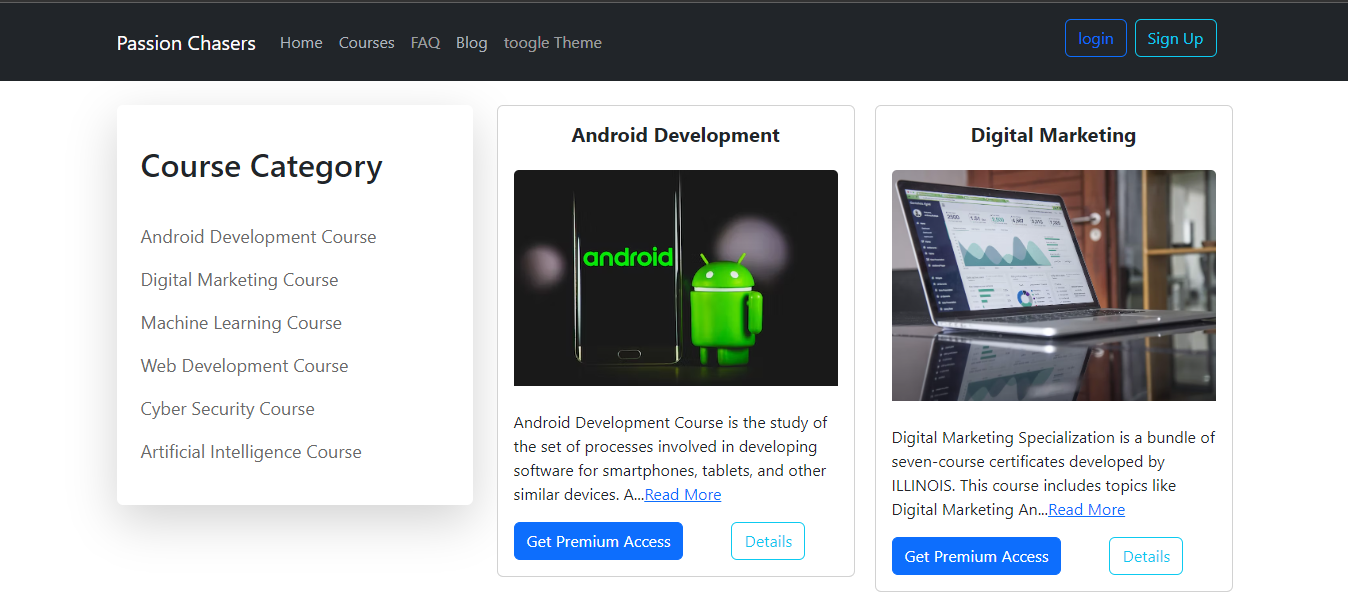 Passion Chasers Home Courses FAQ Blog toogle Theme login Sign Up
Course Category
Android Development Course
Digital Marketing Course
Machine Learning Course
Web Development Course
Cyber Security Course
Artificial Intelligence Course
Android Development
android
Android Development Course is the study of
the set of processes involved in developing
software for smartphones, tablets, and other
similar devices. A...Read More
Get Premium Access Details
Digital Marketing
Digital Marketing Specialization is a bundle of
seven-course certificates developed by
ILLINOIS. This course includes topics like
Digital Marketing An...Read More
Get Premium Access Details